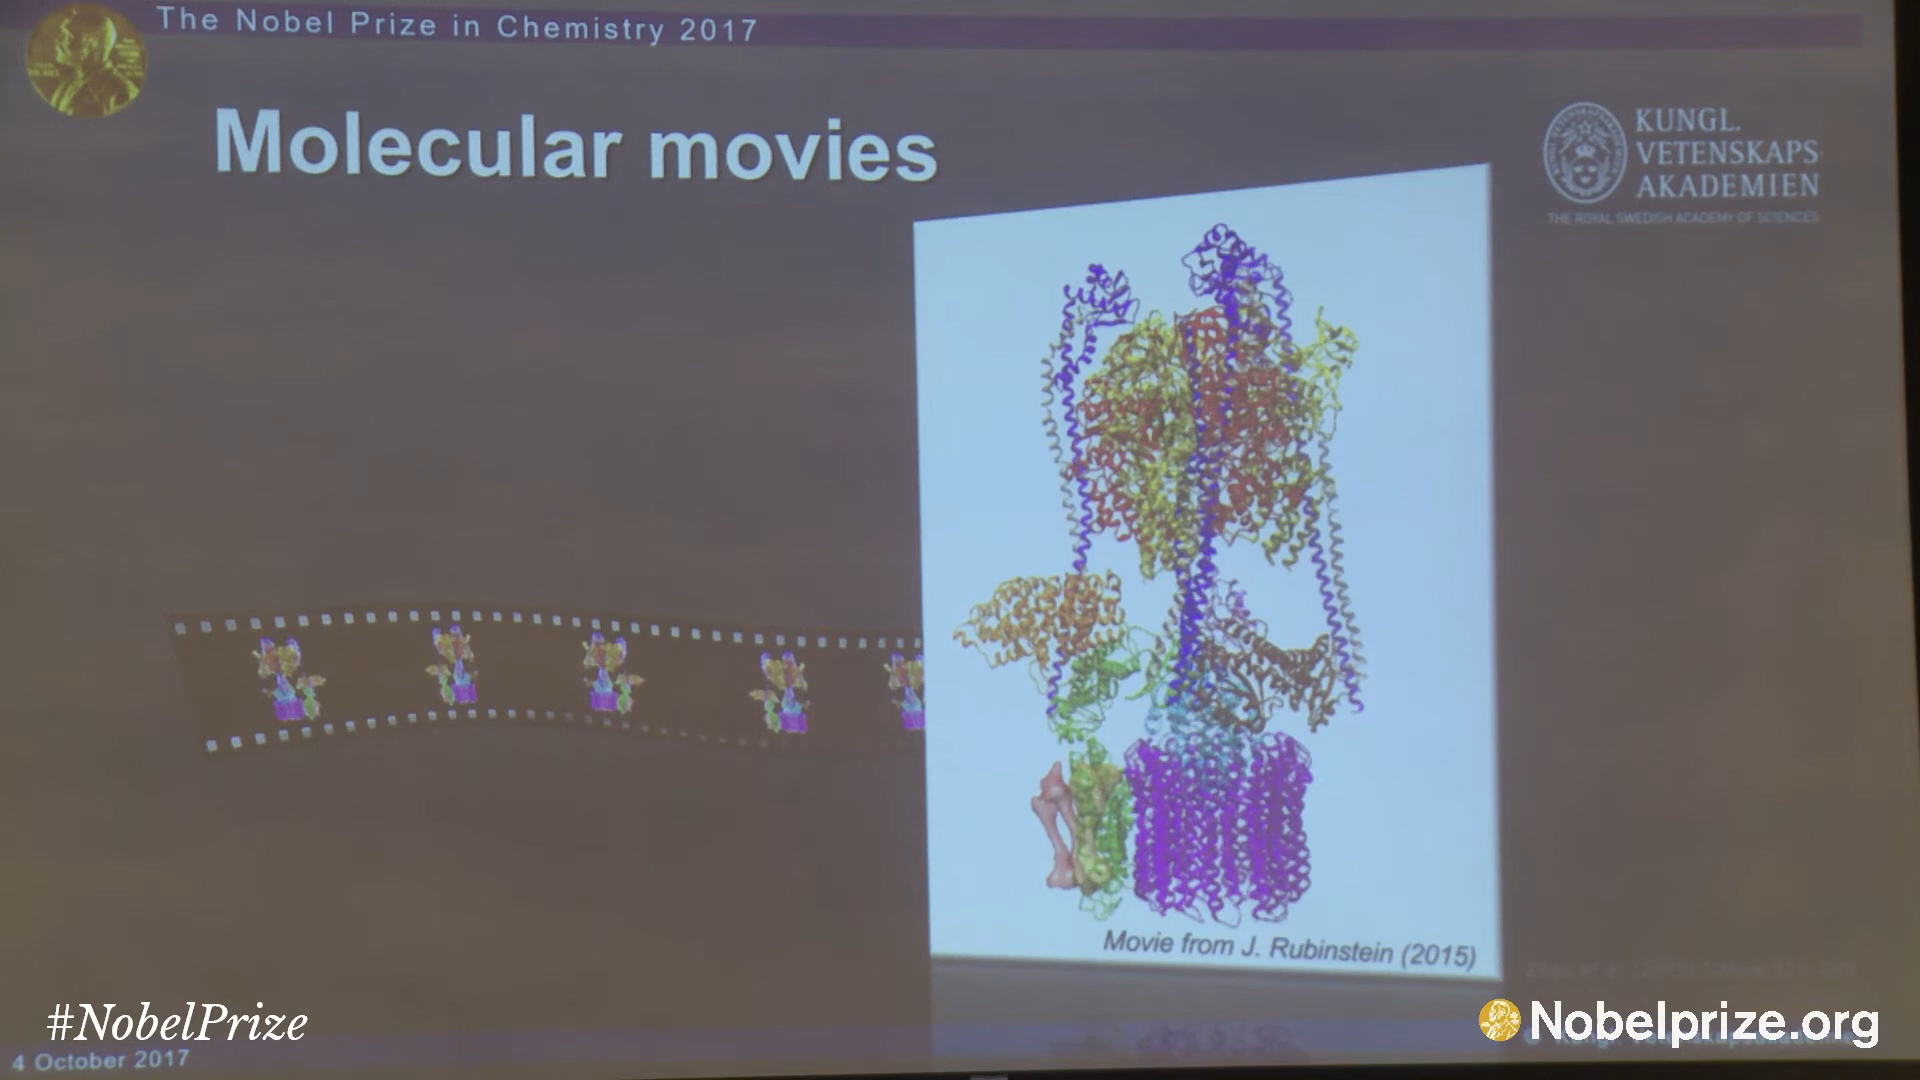 The Nobel Prize in Chemistry 2017
Molecular movies
KUNGL.
VETENSKAPS-
AKADEMIEN
THE ROYAL SWEDISH ACADEMY OF SCIENCES
Movie from J. Rubinstein (2015)
#NobelPrize
Nobelprize.org
4 October 2017